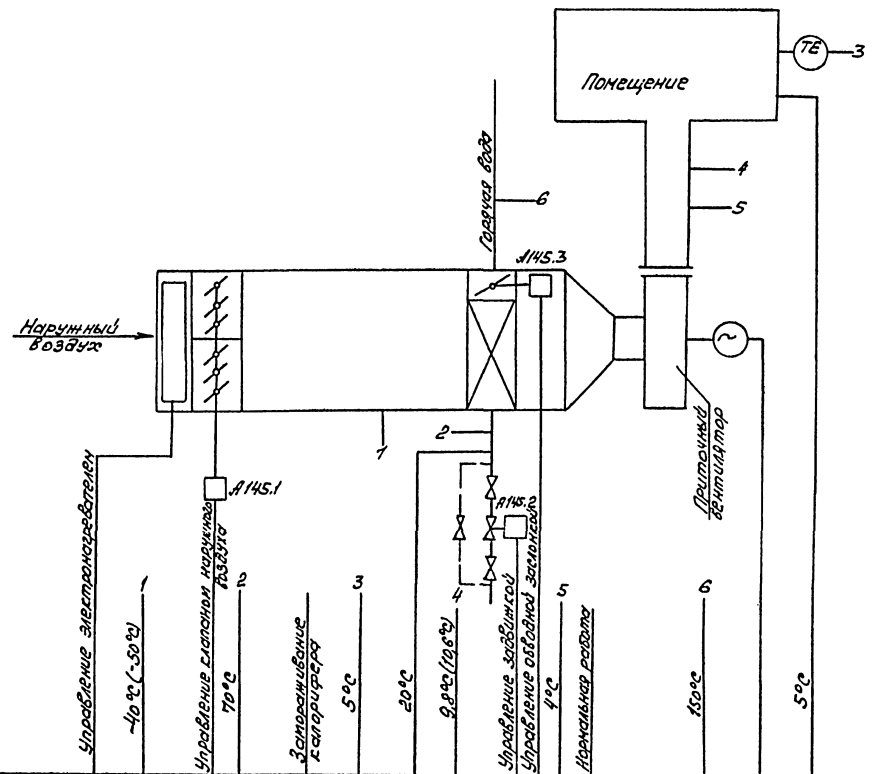 Помещение
ТЕ
3
4
5
Горячая вода
6
А145.3
Наружный
воздух
1
2
Приточный
вентилятор
А145.1
А145.2
Управление электронагревателем
1
-40°С (-50°С)
Управление клапаном наружного
воздуха
2
70°С
Замораживание
калорифера
3
5°С
20°С
4
9,8°С (10,6°С)
Управление задвижкой
Управление обводной заслонкой
5
4°С
Нормальная работа
6
150°С
5°С